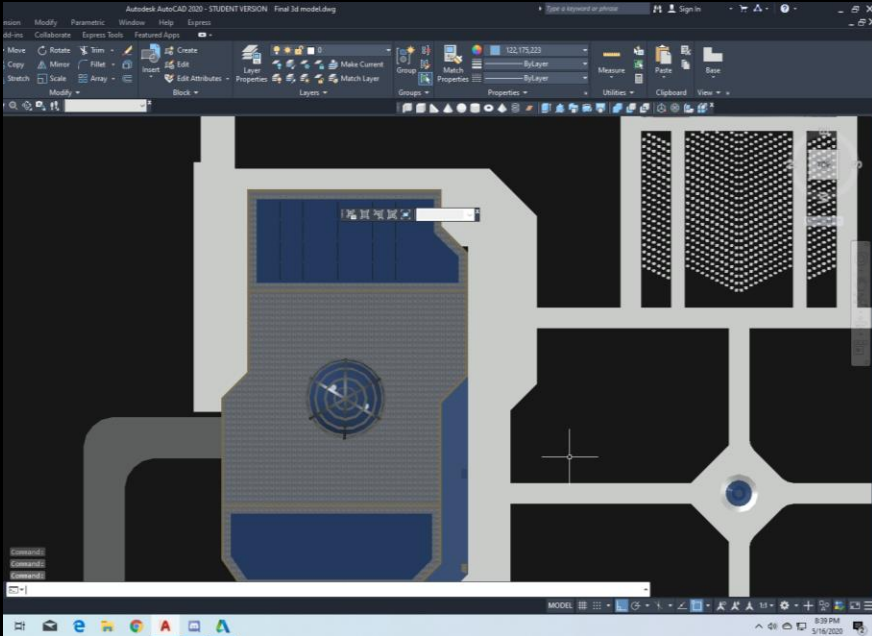 Autodesk AutoCAD 2020 - STUDENT VERSION Final 3d model.dwg
Type a keyword or phrase
Sign In
nsion Modify Parametric Window Help Express
dd-ins Collaborate Express Tools Featured Apps
Move Rotate Trim
Copy Mirror Fillet
Stretch Scale Array
Modify
Insert
Create
Edit
Edit Attributes
Block
Layer
Properties
0
Make Current
Match Layer
Layers
Group
Groups
Match
Properties
122,175,223
ByLayer
ByLayer
Properties
Measure
Utilities
Paste
Clipboard
Base
View
S
Command:
Command:
Command:
MODEL
1:1
8:39 PM
5/16/2020